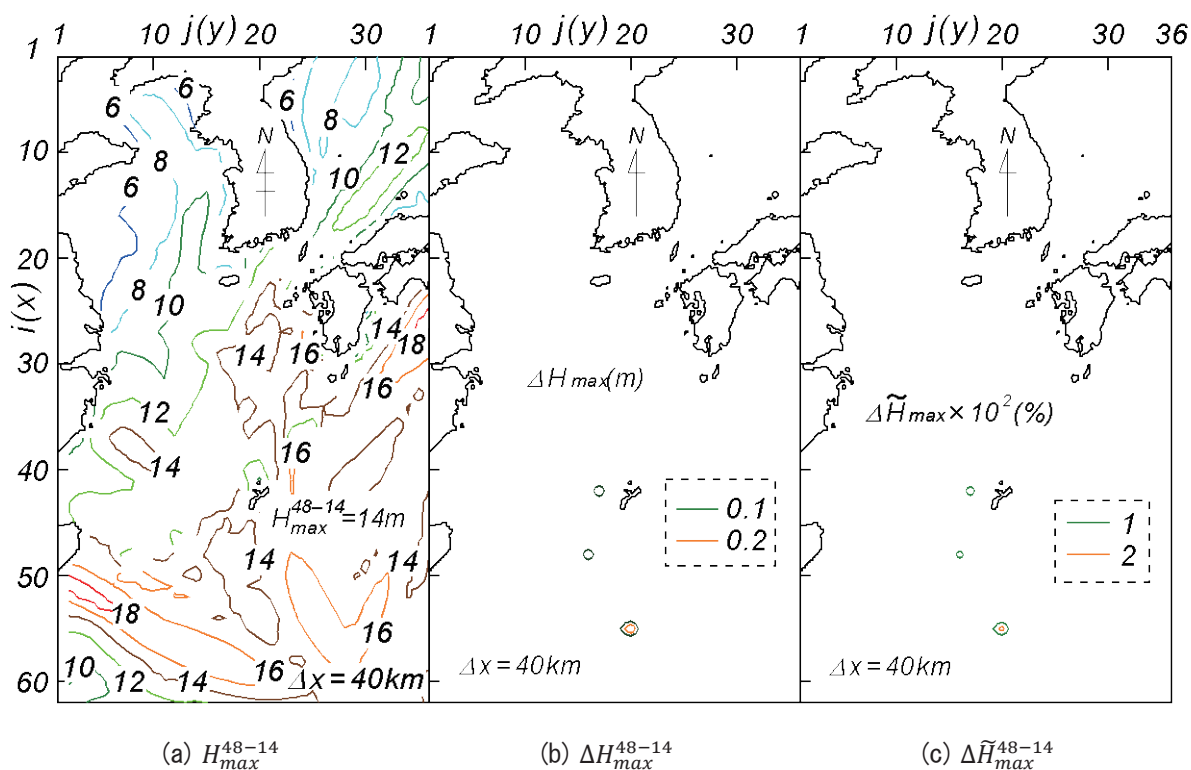 1 10 j(y) 20 30 1 10 j(y) 20 30 1 10 j(y) 20 30 36
1
10
20
i(x)
30
40
50
60
6 6 6 8
N
8 12
6 10
8 10
14 16 14 18
12 16
14 16
H_max^{48-14}=14m
14 14
18 16
10 12 14 16 Δx=40km
N
ΔH max(m)
0.1
0.2
Δx=40km
N
ΔH̃max×10²(%)
1
2
Δx=40km
(a) H_{max}^{48−14}
(b) ΔH_{max}^{48−14}
(c) ΔH̃_{max}^{48−14}